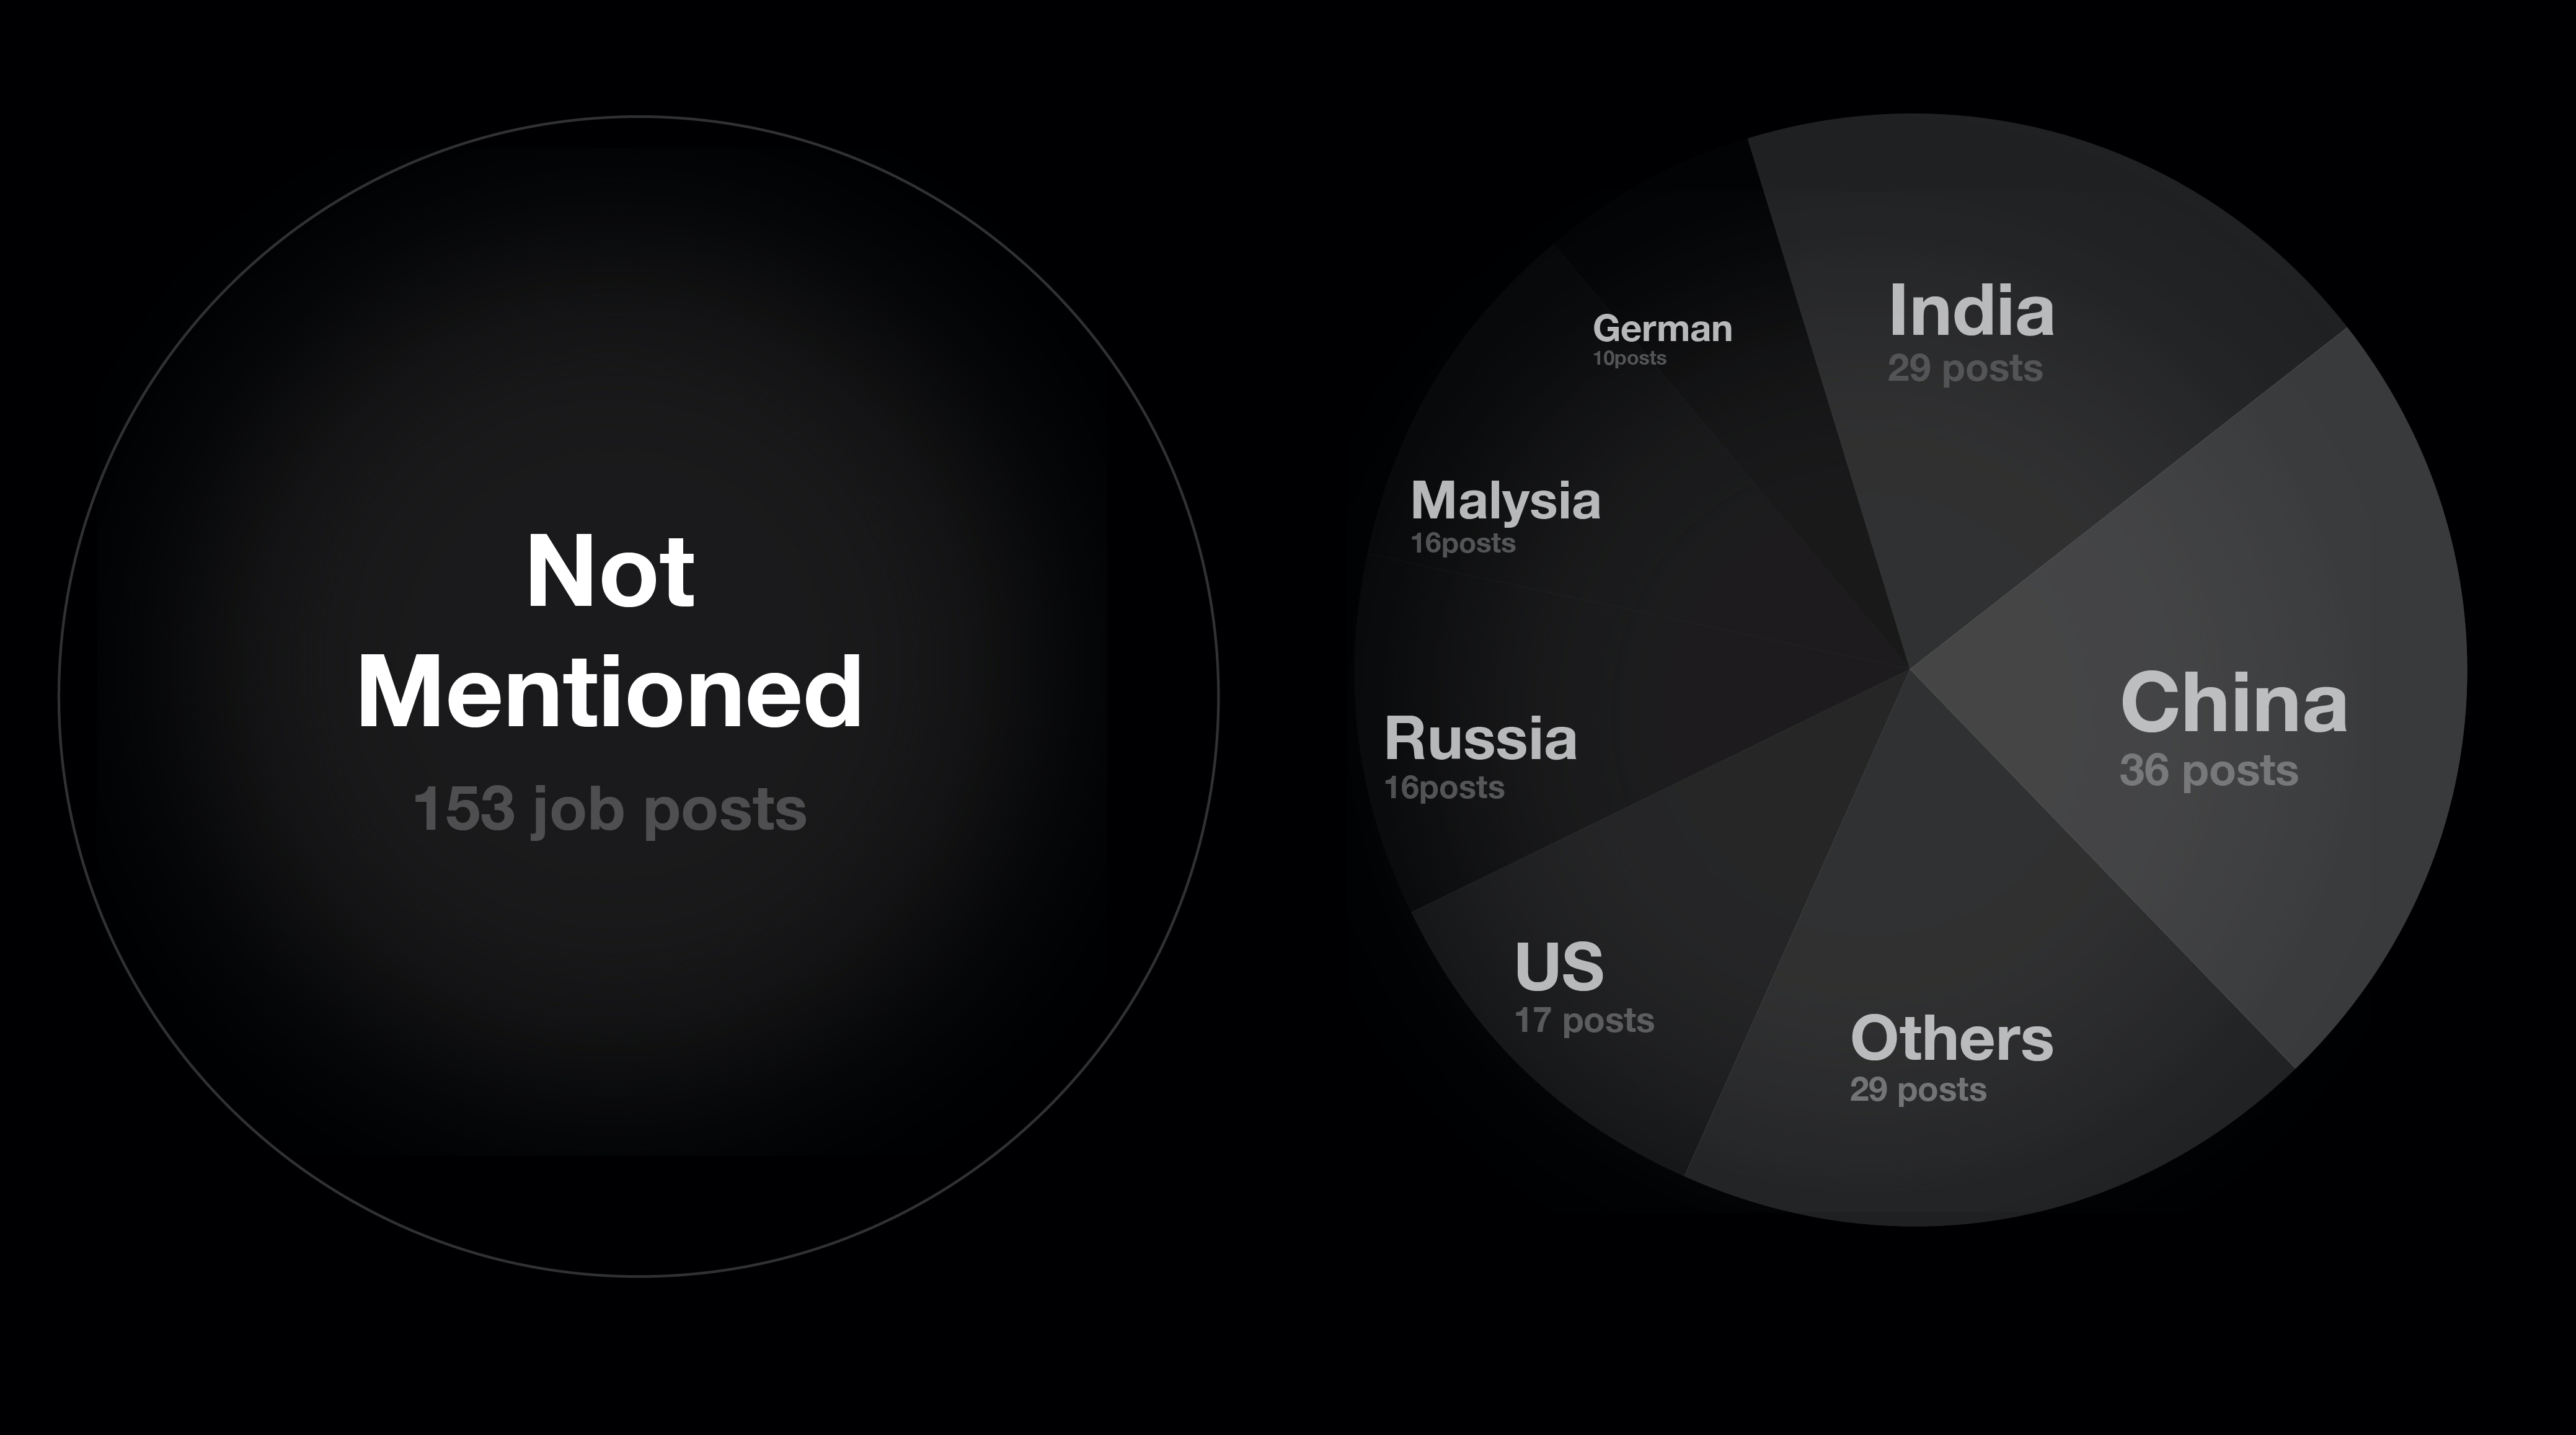 Not
Mentioned
153 job posts
German
10posts
India
29 posts
Malysia
16posts
China
36 posts
Russia
16posts
US
17 posts
Others
29 posts